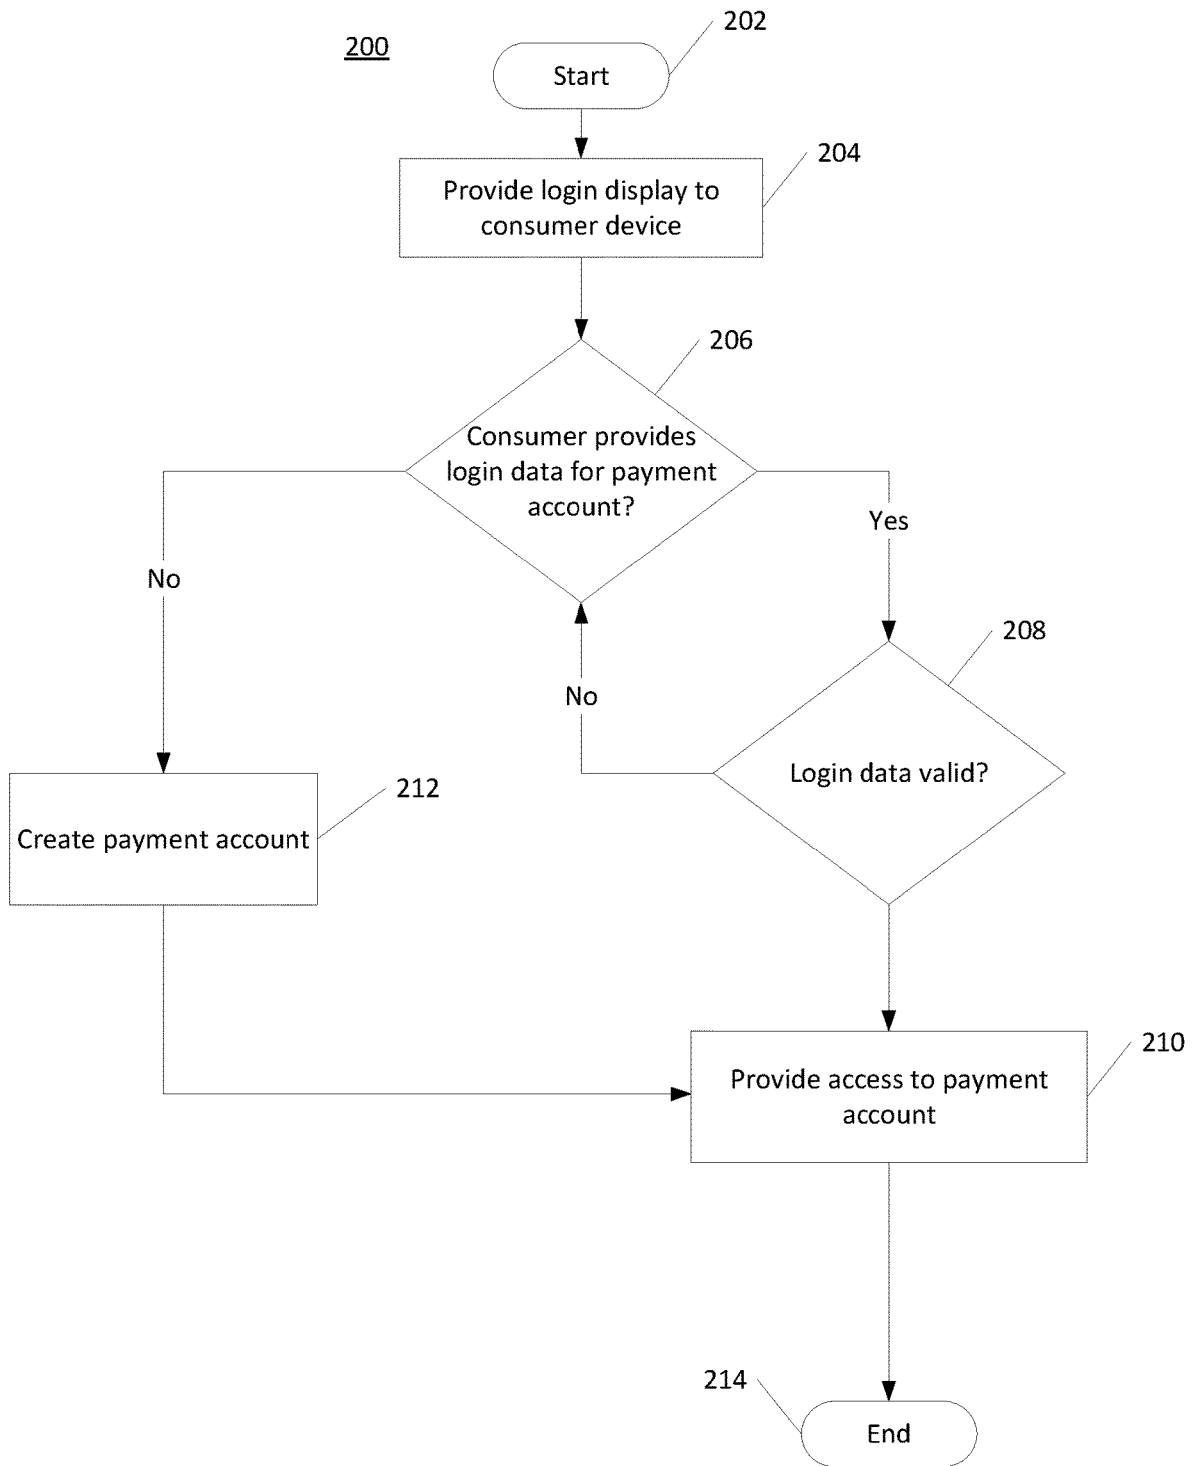 200
202
Start
204
Provide login display to
consumer device
206
Consumer provides
login data for payment
account?
Yes
No
208
No
Login data valid?
212
Create payment account
210
Provide access to payment
account
214
End